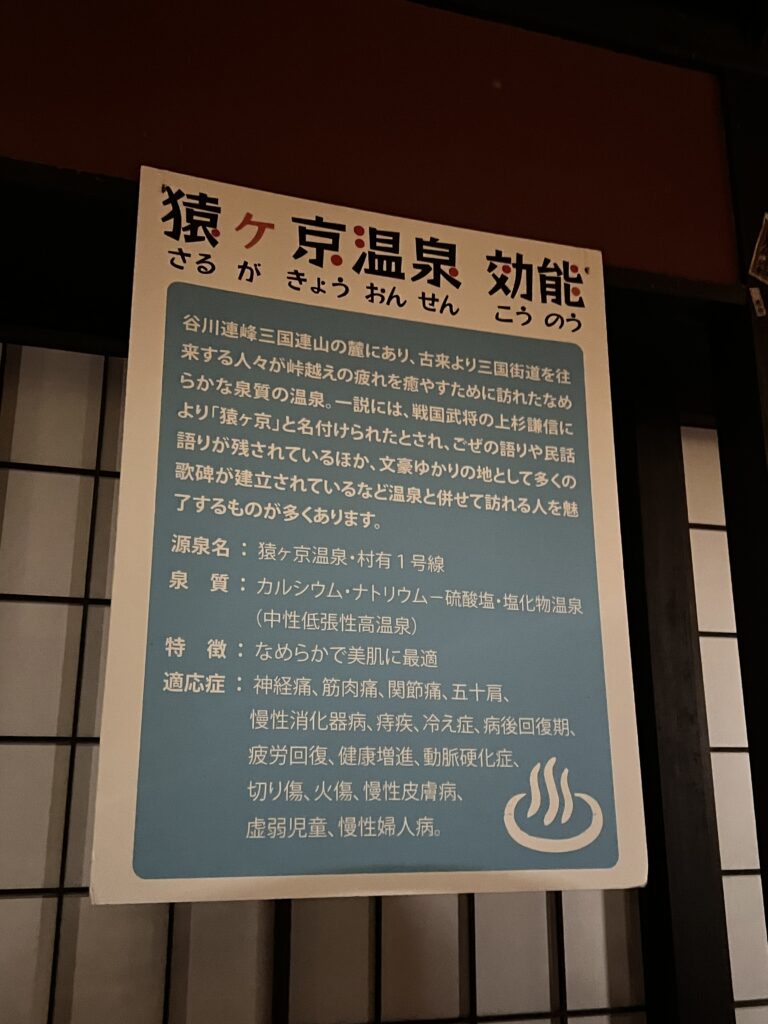 猿ヶ京温泉 効能
さる が きょう おん せん こう のう
谷川連峰三国連山の麓にあり、古来より三国街道を往
来する人々が峠越えの疲れを癒やすために訪れたなめ
らかな泉質の温泉。一説には、戦国武将の上杉謙信に
より「猿ヶ京」と名付けられたとされ、ごぜの語りや民話
語りが残されているほか、文豪ゆかりの地として多くの
歌碑が建立されているなど温泉と併せて訪れる人を魅
了するものが多くあります。
源泉名：猿ヶ京温泉・村有1号線
泉 質：カルシウム・ナトリウムー硫酸塩・塩化物温泉
（中性低張性高温泉）
特 徴：なめらかで美肌に最適
適応症：神経痛、筋肉痛、関節痛、五十肩、
慢性消化器病、痔疾、冷え症、病後回復期、
疲労回復、健康増進、動脈硬化症、
切り傷、火傷、慢性皮膚病、
虚弱児童、慢性婦人病。